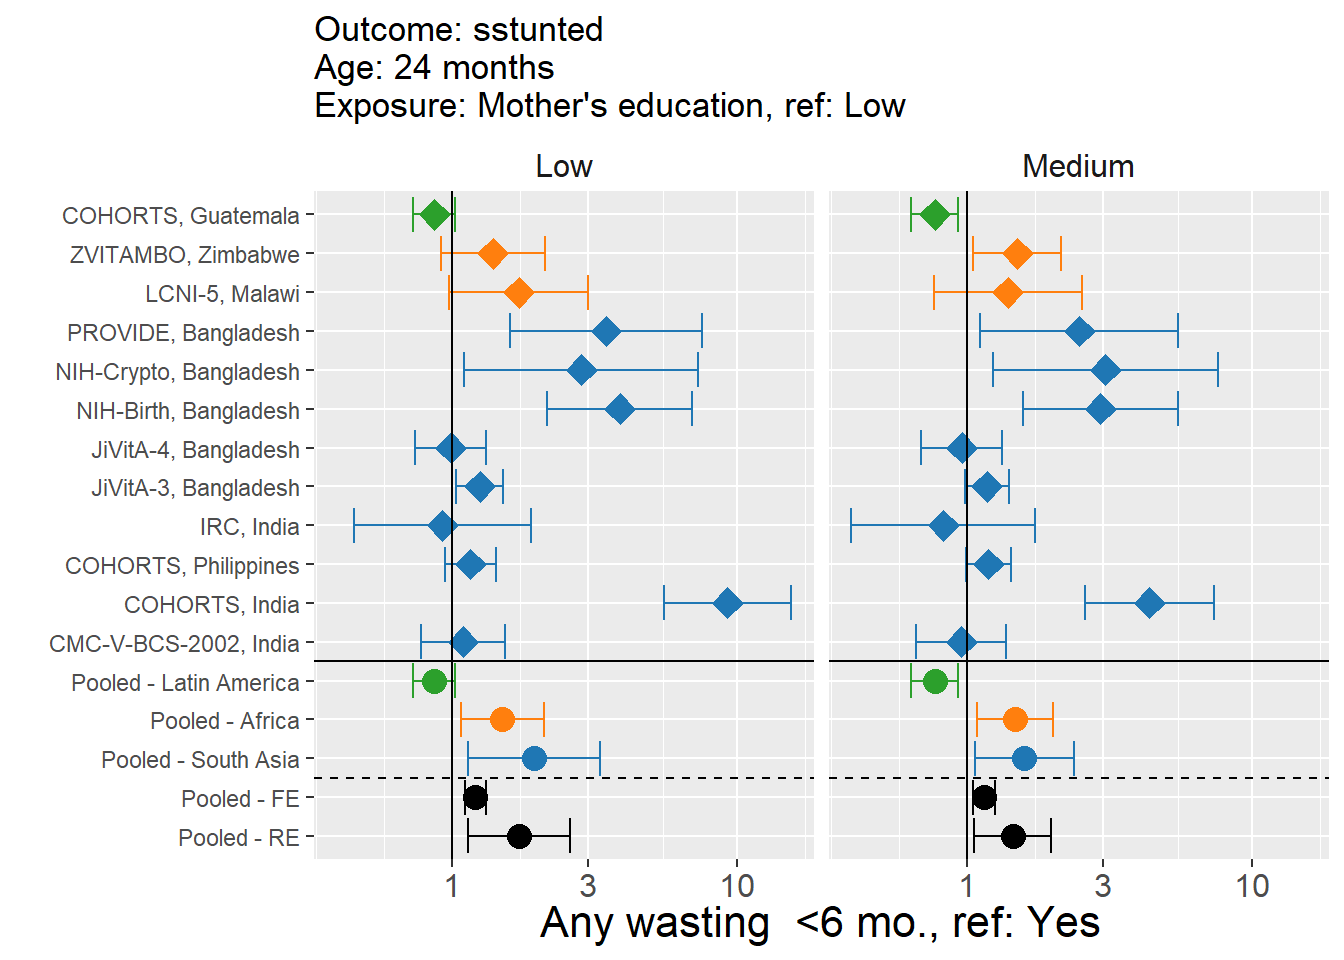 Outcome: sstunted
Age: 24 months
Exposure: Mother's education, ref: Low
Low
Medium
COHORTS, Guatemala
ZVITAMBO, Zimbabwe
LCNI-5, Malawi
PROVIDE, Bangladesh
NIH-Crypto, Bangladesh
NIH-Birth, Bangladesh
JiVitA-4, Bangladesh
JiVitA-3, Bangladesh
IRC, India
COHORTS, Philippines
COHORTS, India
CMC-V-BCS-2002, India
Pooled - Latin America
Pooled - Africa
Pooled - South Asia
Pooled - FE
Pooled - RE
1 3 10
1 3 10
Any wasting  <6 mo., ref: Yes